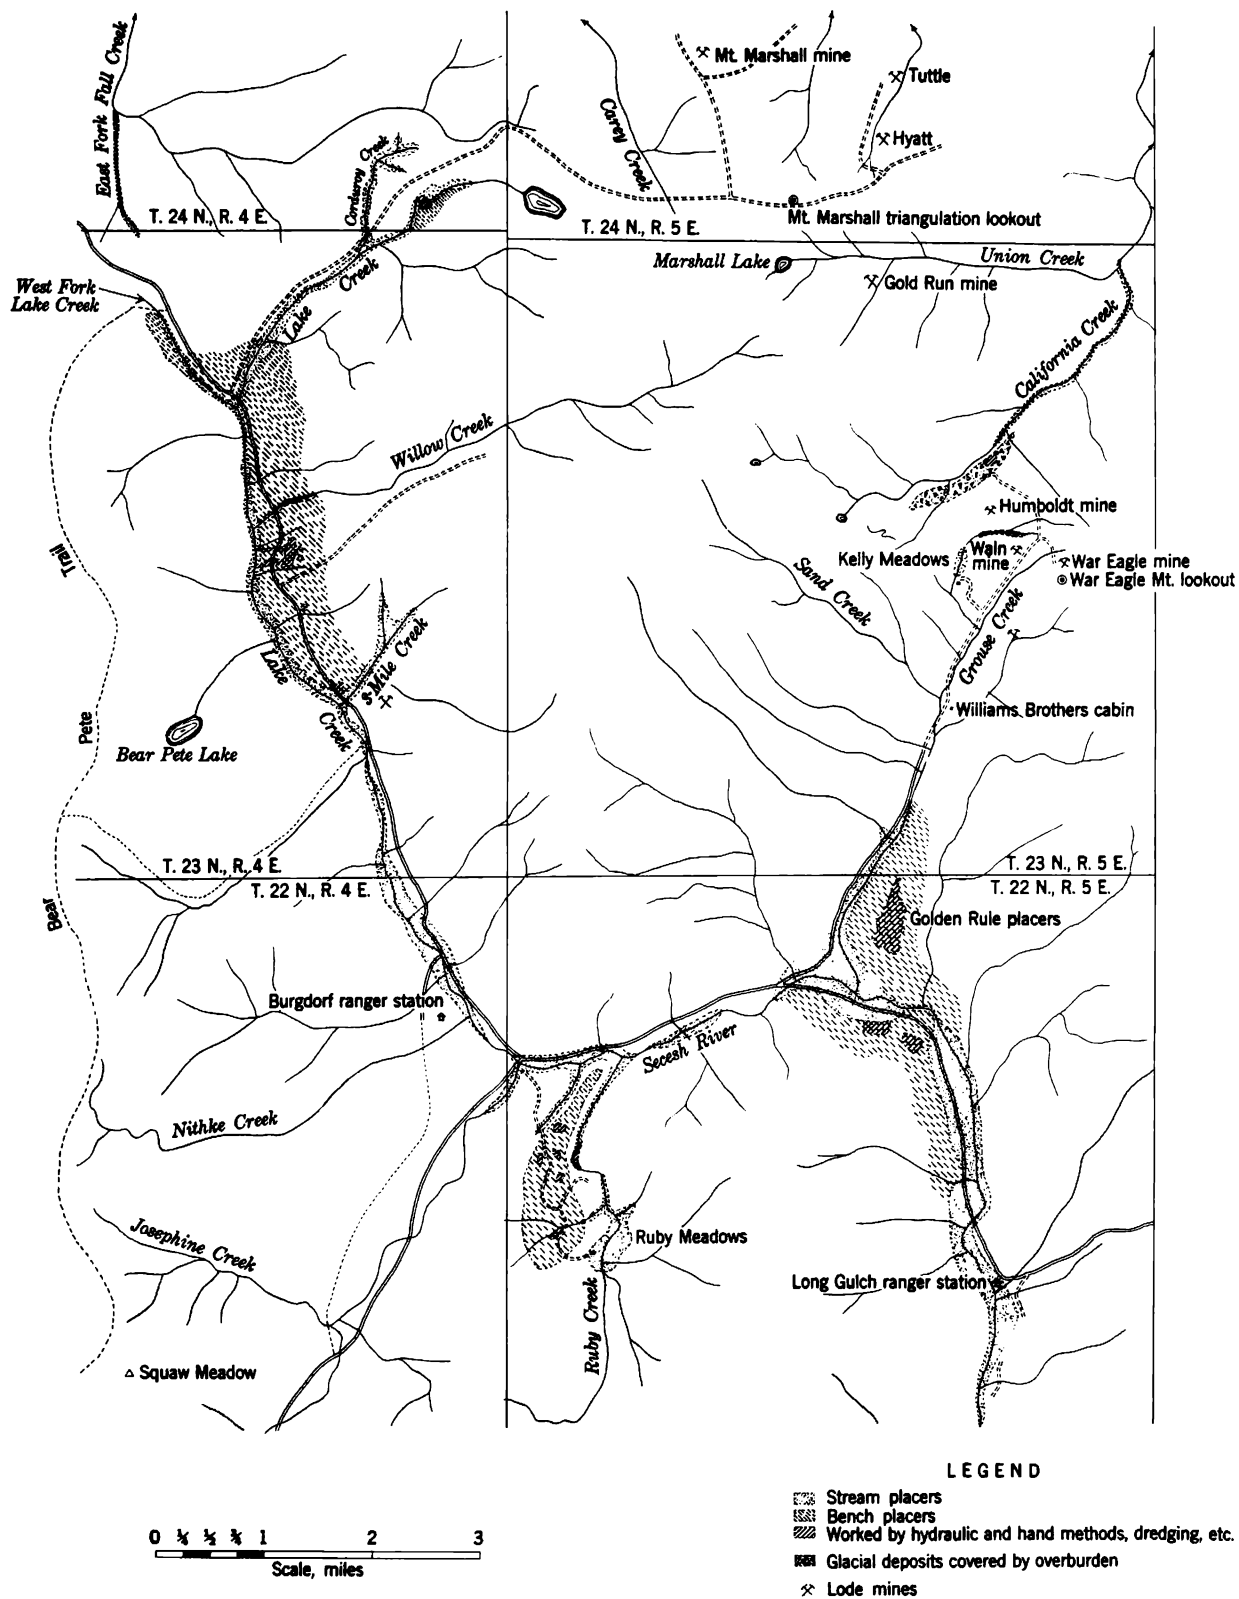 East Fork Fall Creek
Mt. Marshall mine
Tuttle
Carey Creek
Hyatt
Corderoy Creek
T. 24 N., R. 4 E.
T. 24 N., R. 5 E.
Mt. Marshall triangulation lookout
Marshall Lake
Union Creek
West Fork
Lake Creek
Lake Creek
Gold Run mine
California Creek
Willow Creek
Humboldt mine
Kelly Meadows
Waln
mine
War Eagle mine
War Eagle Mt. lookout
Sand Creek
Grouse Creek
Lake Creek
3-Mile Creek
Williams Brothers cabin
Bear Pete Lake
Bear Pete Trail
T. 23 N., R. 4 E.
T. 22 N., R. 4 E.
T. 23 N., R. 5 E.
T. 22 N., R. 5 E.
Golden Rule placers
Burgdorf ranger station
Secesh River
Nithke Creek
Josephine Creek
Ruby Meadows
Long Gulch ranger station
Ruby Creek
Squaw Meadow
LEGEND
Stream placers
Bench placers
Worked by hydraulic and hand methods, dredging, etc.
Glacial deposits covered by overburden
Lode mines
0 ¼ ½ ¾ 1 2 3
Scale, miles